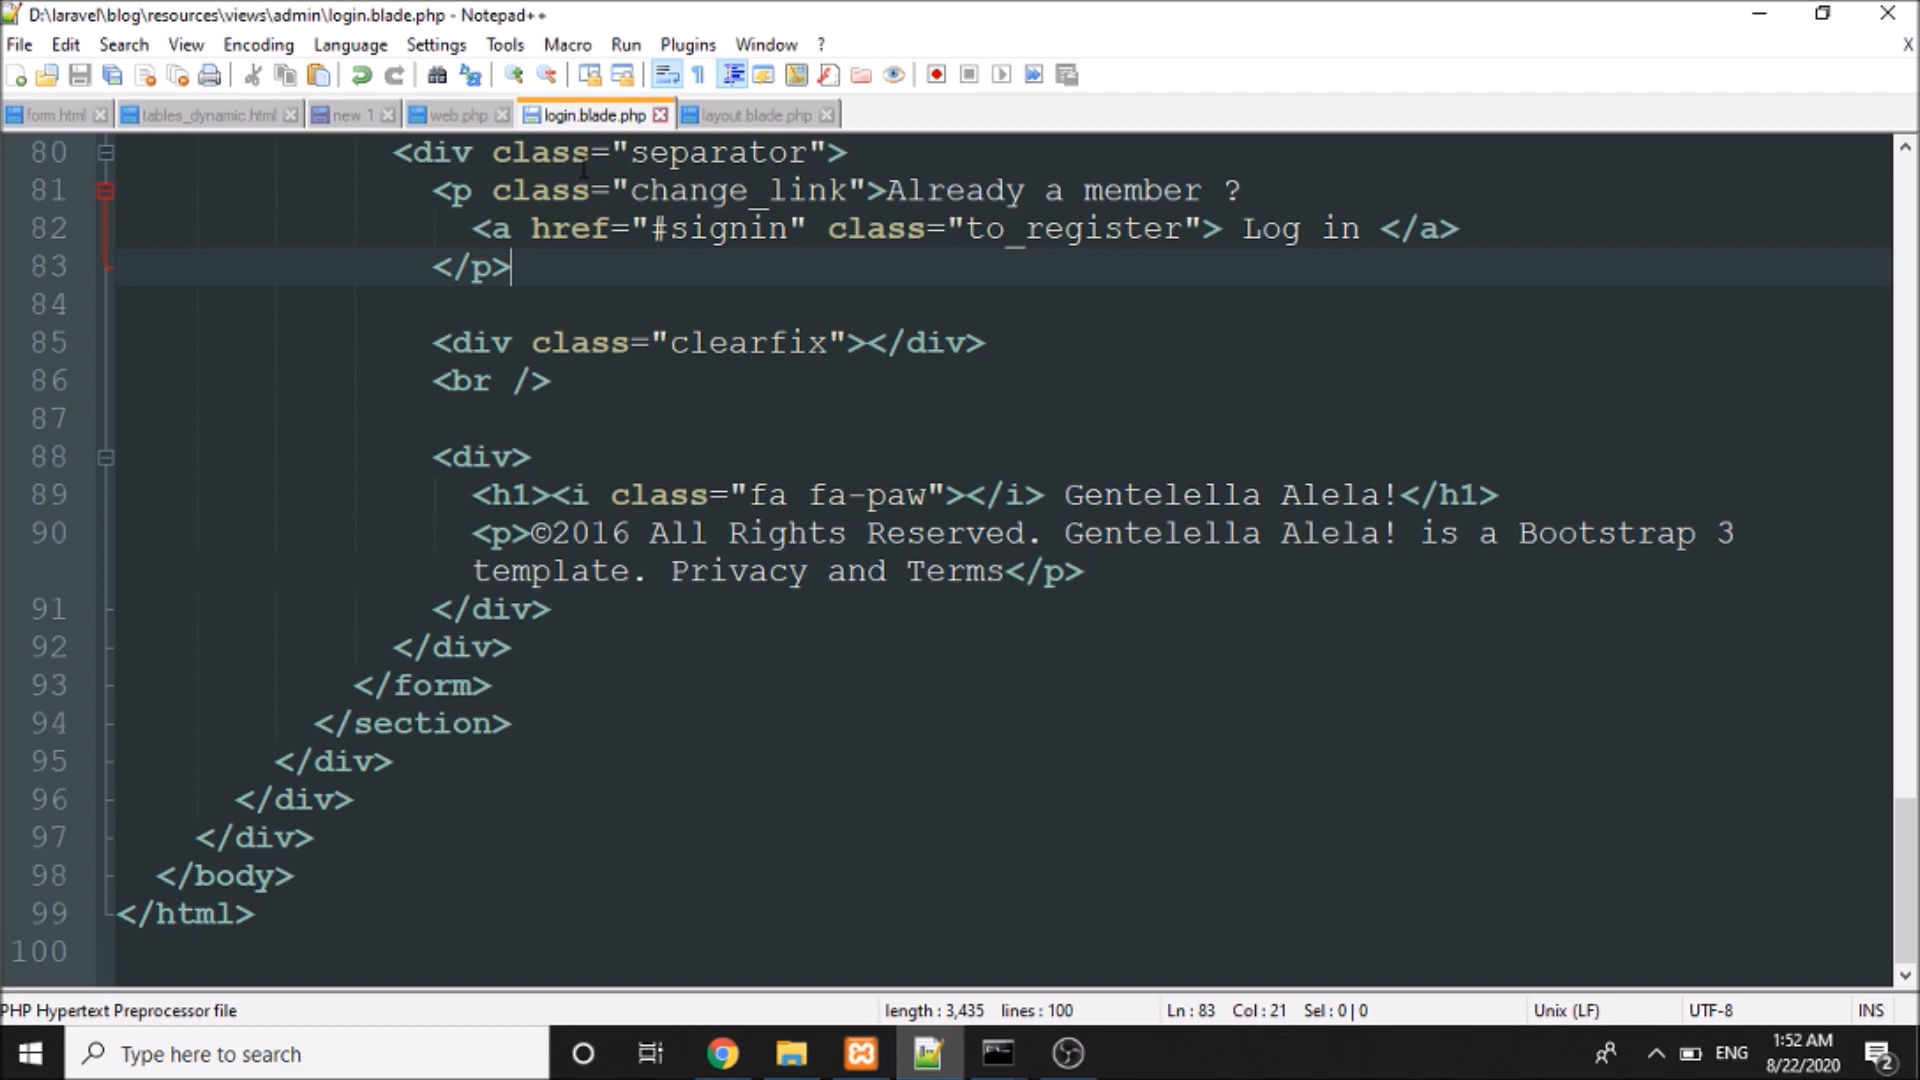 D:\laravel\blog\resources\views\admin\login.blade.php - Notepad++
File Edit Search View Encoding Language Settings Tools Macro Run Plugins Window ? X
form.html tables_dynamic.html new 1 web.php login.blade.php layout.blade.php
80 <div class="separator">
81 <p class="change_link">Already a member ?
82 <a href="#signin" class="to_register"> Log in </a>
83 </p>
84
85 <div class="clearfix"></div>
86 <br />
87
88 <div>
89 <h1><i class="fa fa-paw"></i> Gentelella Alela!</h1>
90 <p>©2016 All Rights Reserved. Gentelella Alela! is a Bootstrap 3
template. Privacy and Terms</p>
91 </div>
92 </div>
93 </form>
94 </section>
95 </div>
96 </div>
97 </div>
98 </body>
99 </html>
100
PHP Hypertext Preprocessor file length : 3,435 lines : 100 Ln : 83 Col : 21 Sel : 0 | 0 Unix (LF) UTF-8 INS
Type here to search ENG 1:52 AM
8/22/2020 2